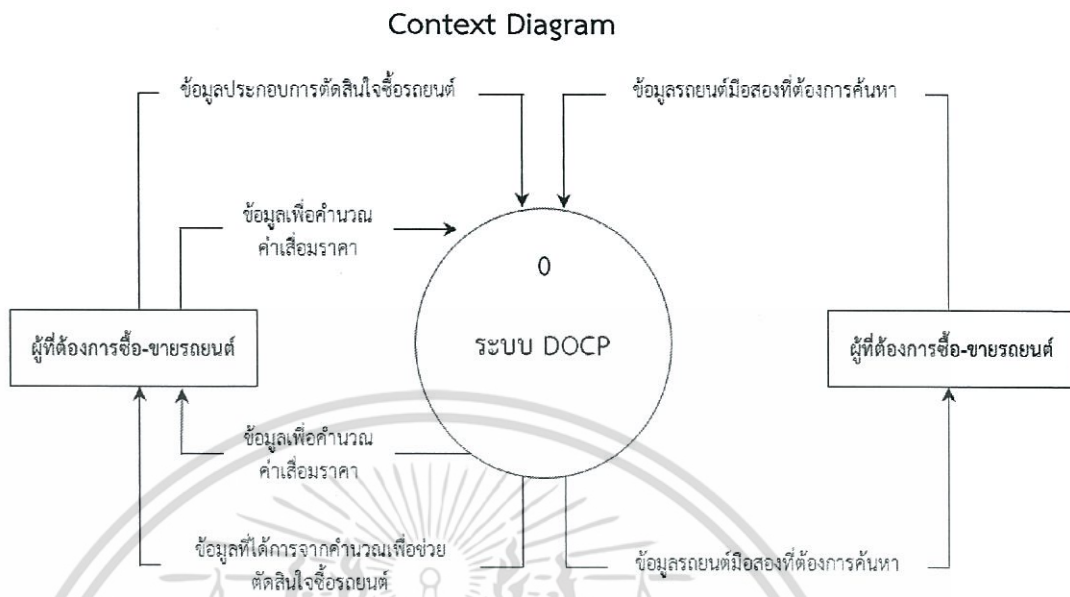 Context Diagram
ข้อมูลประกอบการตัดสินใจซื้อรถยนต์
ข้อมูลรถยนต์มือสองที่ต้องการค้นหา
ข้อมูลเพื่อคำนวณ
ค่าเสื่อมราคา
0
ระบบ DOCP
ผู้ที่ต้องการซื้อ-ขายรถยนต์
ผู้ที่ต้องการซื้อ-ขายรถยนต์
ข้อมูลเพื่อคำนวณ
ค่าเสื่อมราคา
ข้อมูลที่ได้การจากคำนวณเพื่อช่วย
ตัดสินใจซื้อรถยนต์
ข้อมูลรถยนต์มือสองที่ต้องการค้นหา